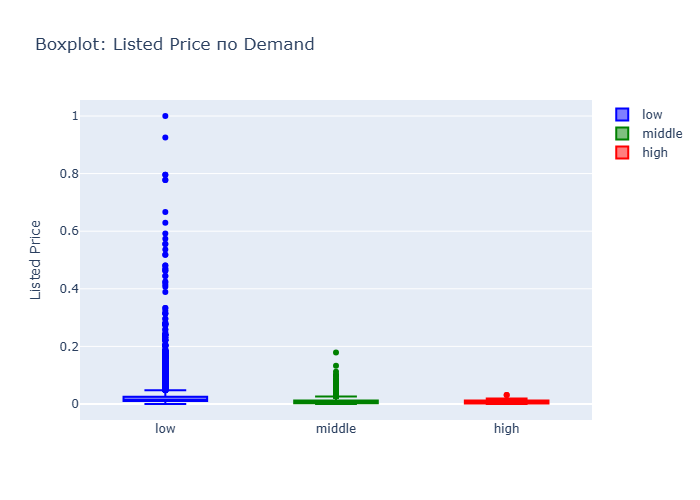 Boxplot: Listed Price по Demand
low
middle
high
Listed Price
1
0.8
0.6
0.4
0.2
0
low
middle
high